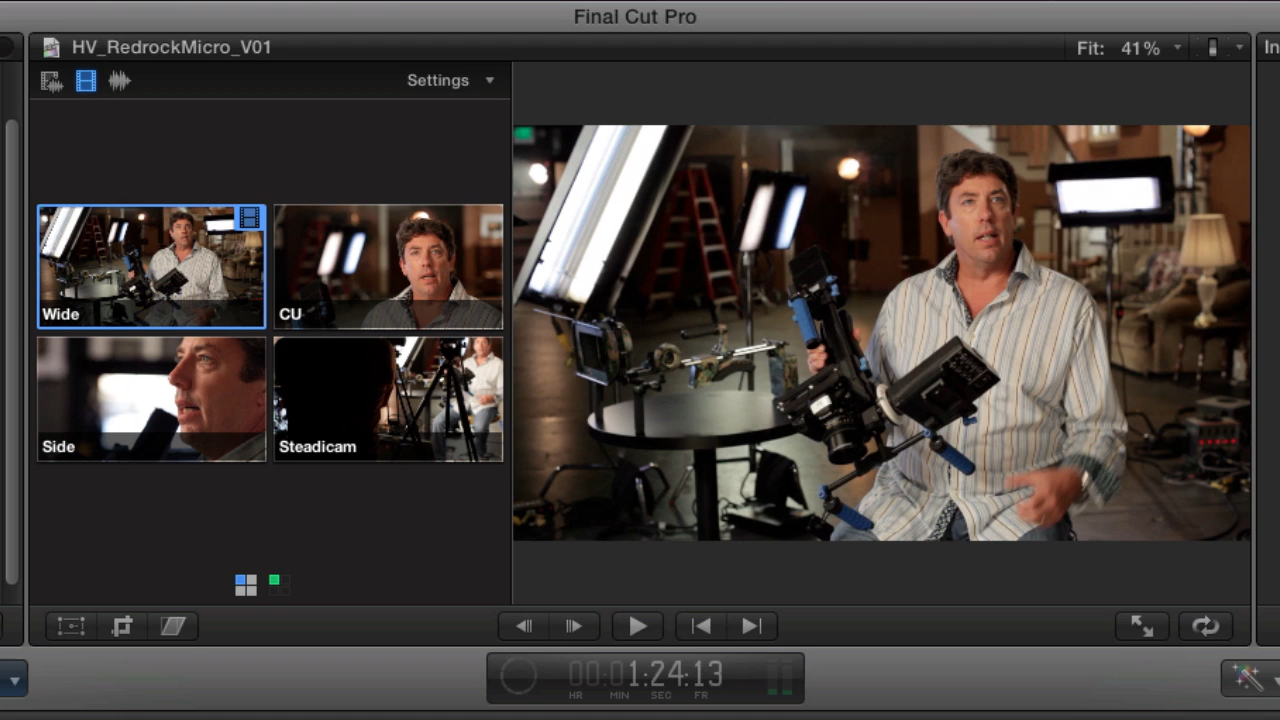 Final Cut Pro
HV_RedrockMicro_V01
Fit: 41%
In
Settings
Wide
CU
Side
Steadicam
00:01:24:13
HR MIN SEC FR